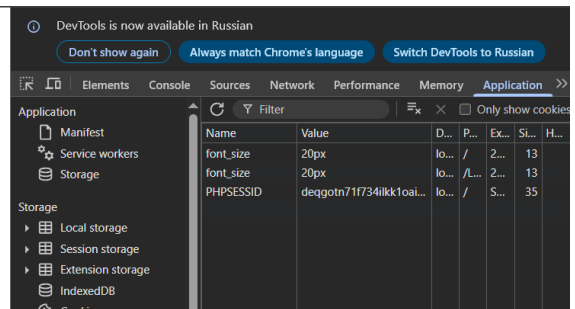 DevTools is now available in Russian
Don't show again Always match Chrome's language Switch DevTools to Russian
Elements Console Sources Network Performance Memory Application
Application
Filter Only show cookies
Manifest
Name Value D... P... Ex... Si... H...
Service workers
font_size 20px lo... / 2... 13
Storage
font_size 20px lo... /L... 2... 13
PHPSESSID deqgotn71f734ilkk1oai... lo... / S... 35
Storage
Local storage
Session storage
Extension storage
IndexedDB